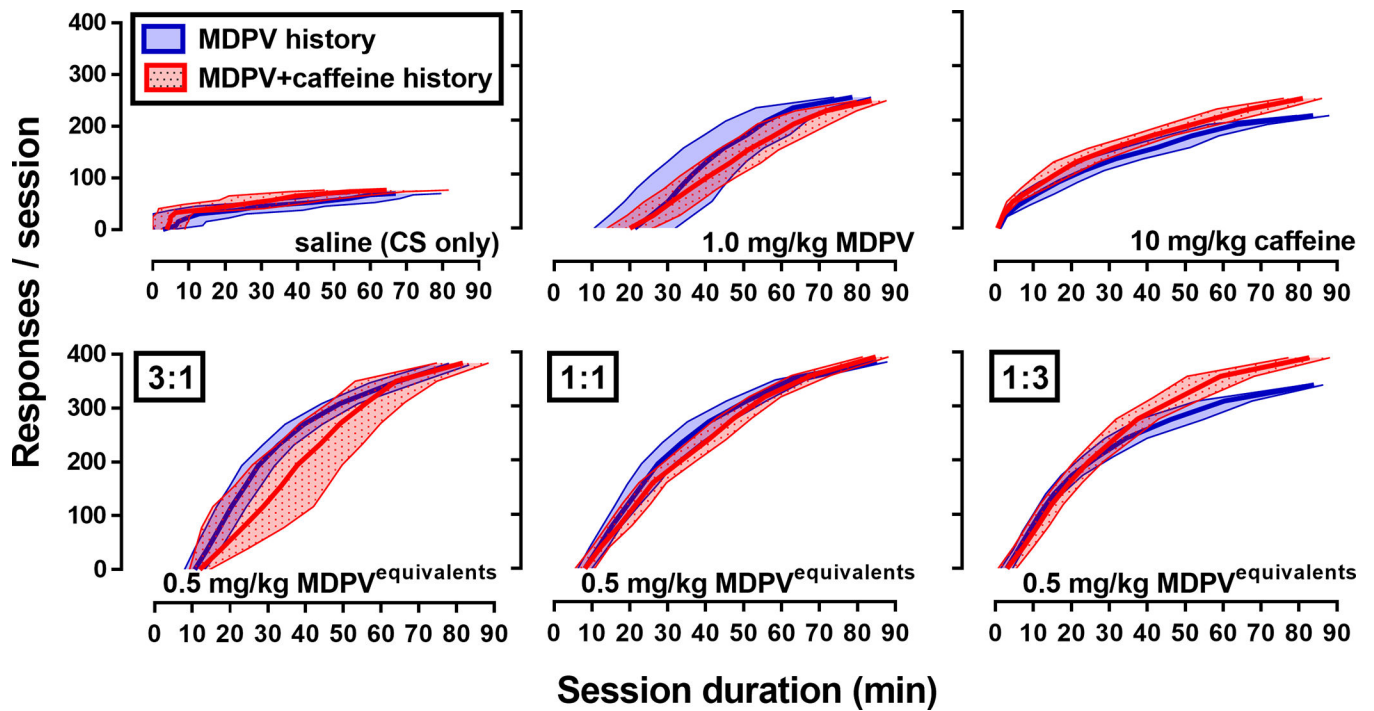 400
300
200
100
0
Responses / session
MDPV history
MDPV+caffeine history
saline (CS only)
1.0 mg/kg MDPV
10 mg/kg caffeine
0 10 20 30 40 50 60 70 80 90
0 10 20 30 40 50 60 70 80 90
0 10 20 30 40 50 60 70 80 90
400
300
200
100
0
3:1
1:1
1:3
0.5 mg/kg MDPVequivalents
0.5 mg/kg MDPVequivalents
0.5 mg/kg MDPVequivalents
0 10 20 30 40 50 60 70 80 90
0 10 20 30 40 50 60 70 80 90
0 10 20 30 40 50 60 70 80 90
Session duration (min)